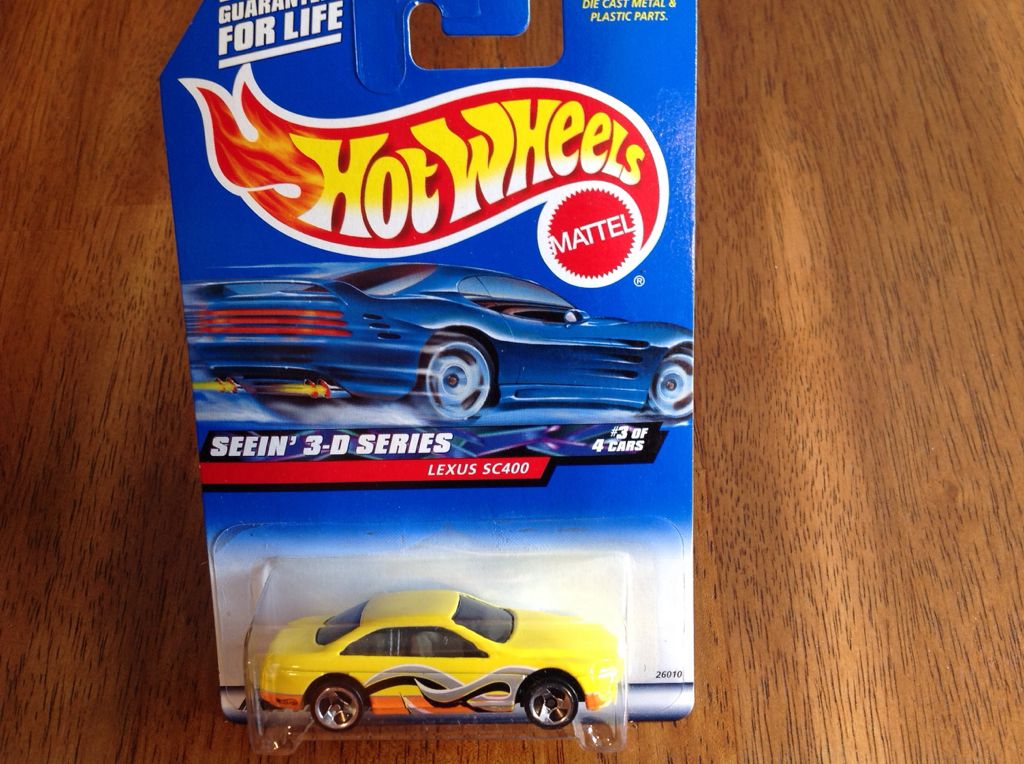 FOR LIFE
DIE CAST METAL &
PLASTIC PARTS.
HOT WHEELS
MATTEL
®
SEEIN' 3-D SERIES
#3 OF
4 CARS
LEXUS SC400
26010